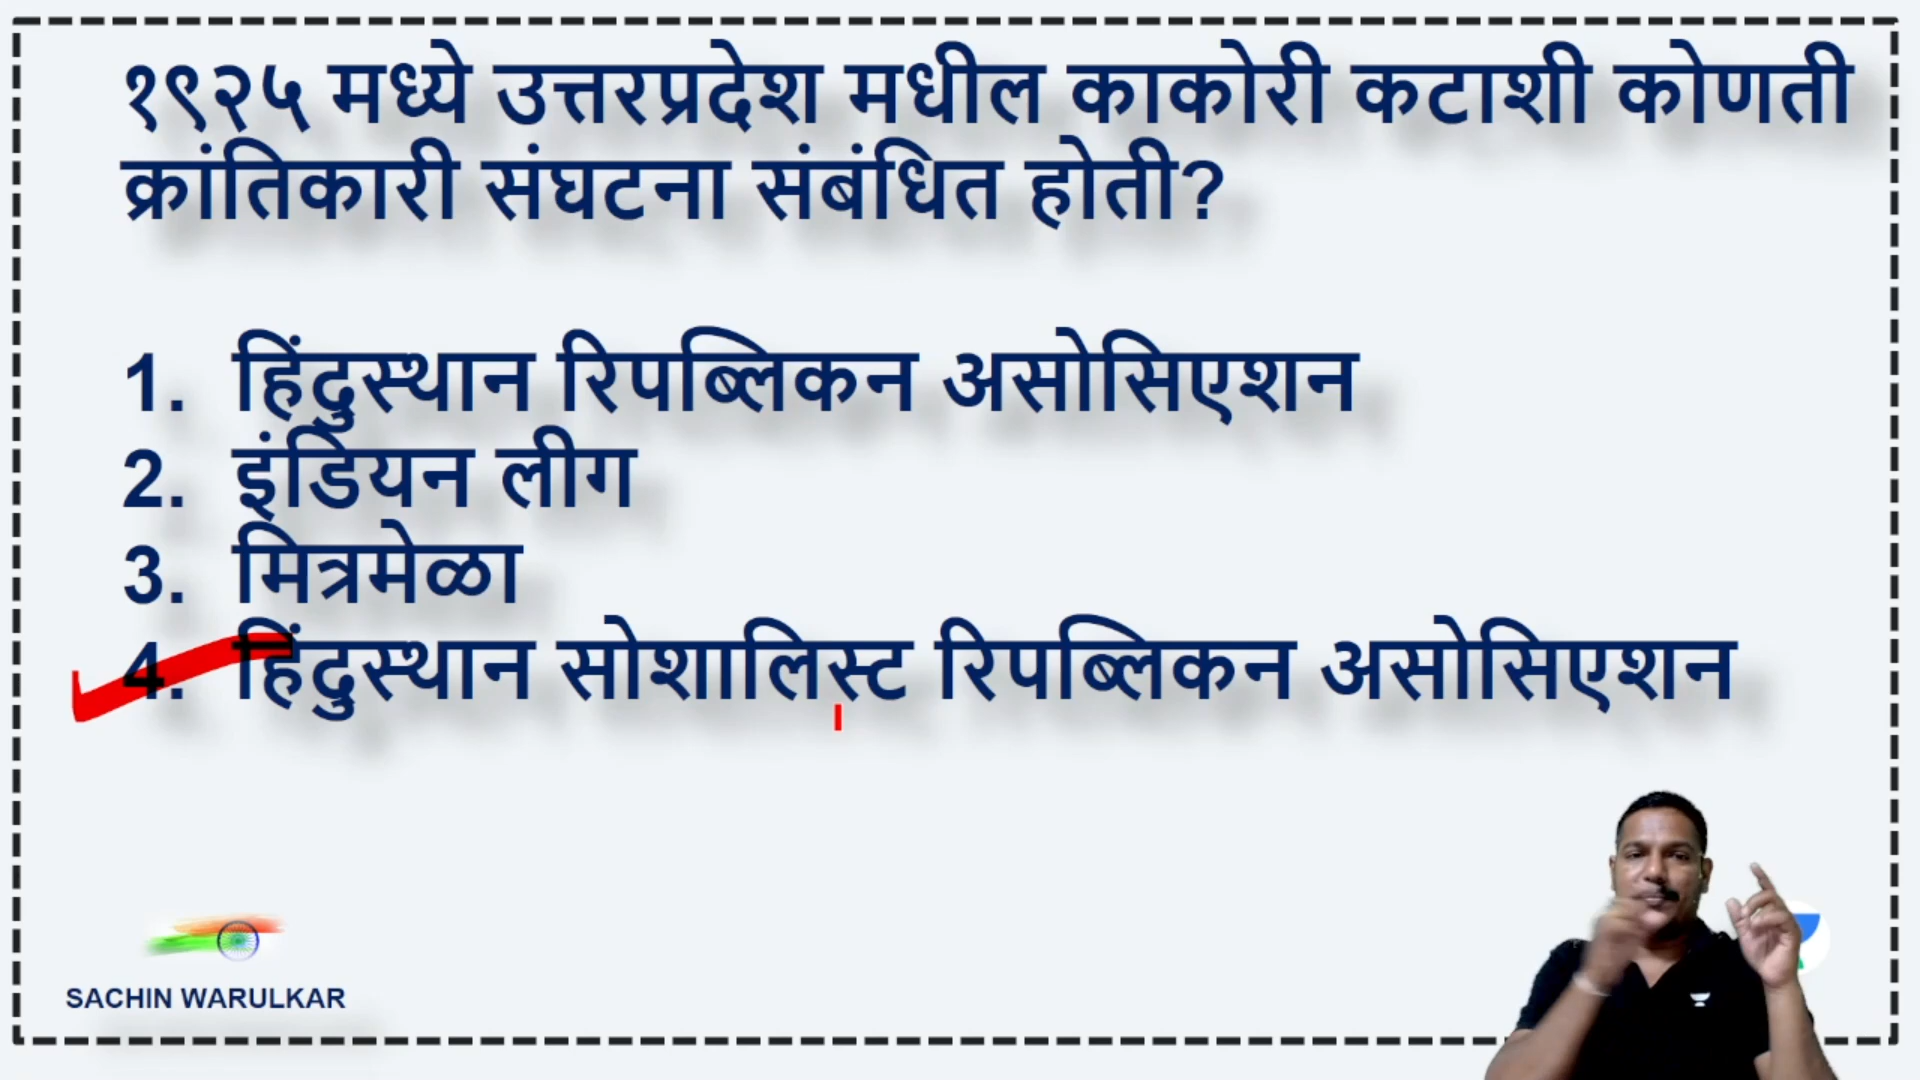 १९२५ मध्ये उत्तरप्रदेश मधील काकोरी कटाशी कोणती
क्रांतिकारी संघटना संबंधित होती?
1. हिंदुस्थान रिपब्लिकन असोसिएशन
2. इंडियन लीग
3. मित्रमेळा
4. हिंदुस्थान सोशालिस्ट रिपब्लिकन असोसिएशन
SACHIN WARULKAR